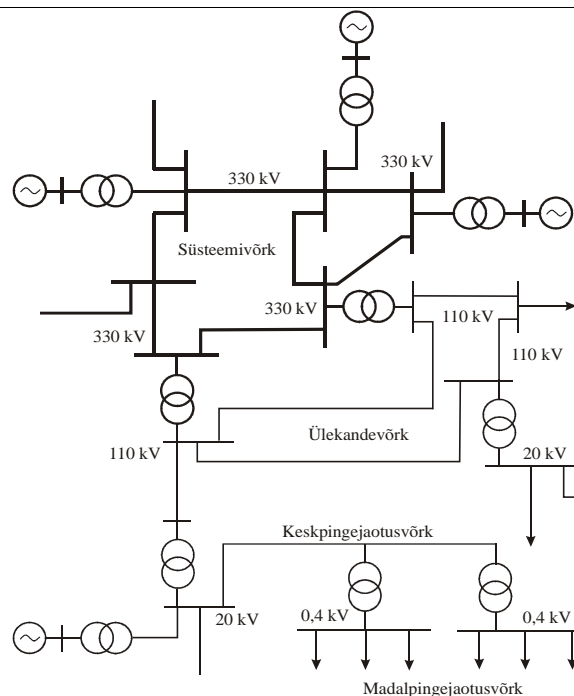 330 kV
330 kV
Süsteemivõrk
330 kV
330 kV
110 kV
110 kV
Ülekandevõrk
110 kV
20 kV
Keskpingejaotusvõrk
20 kV
0,4 kV
0,4 kV
Madalpingejaotusvõrk